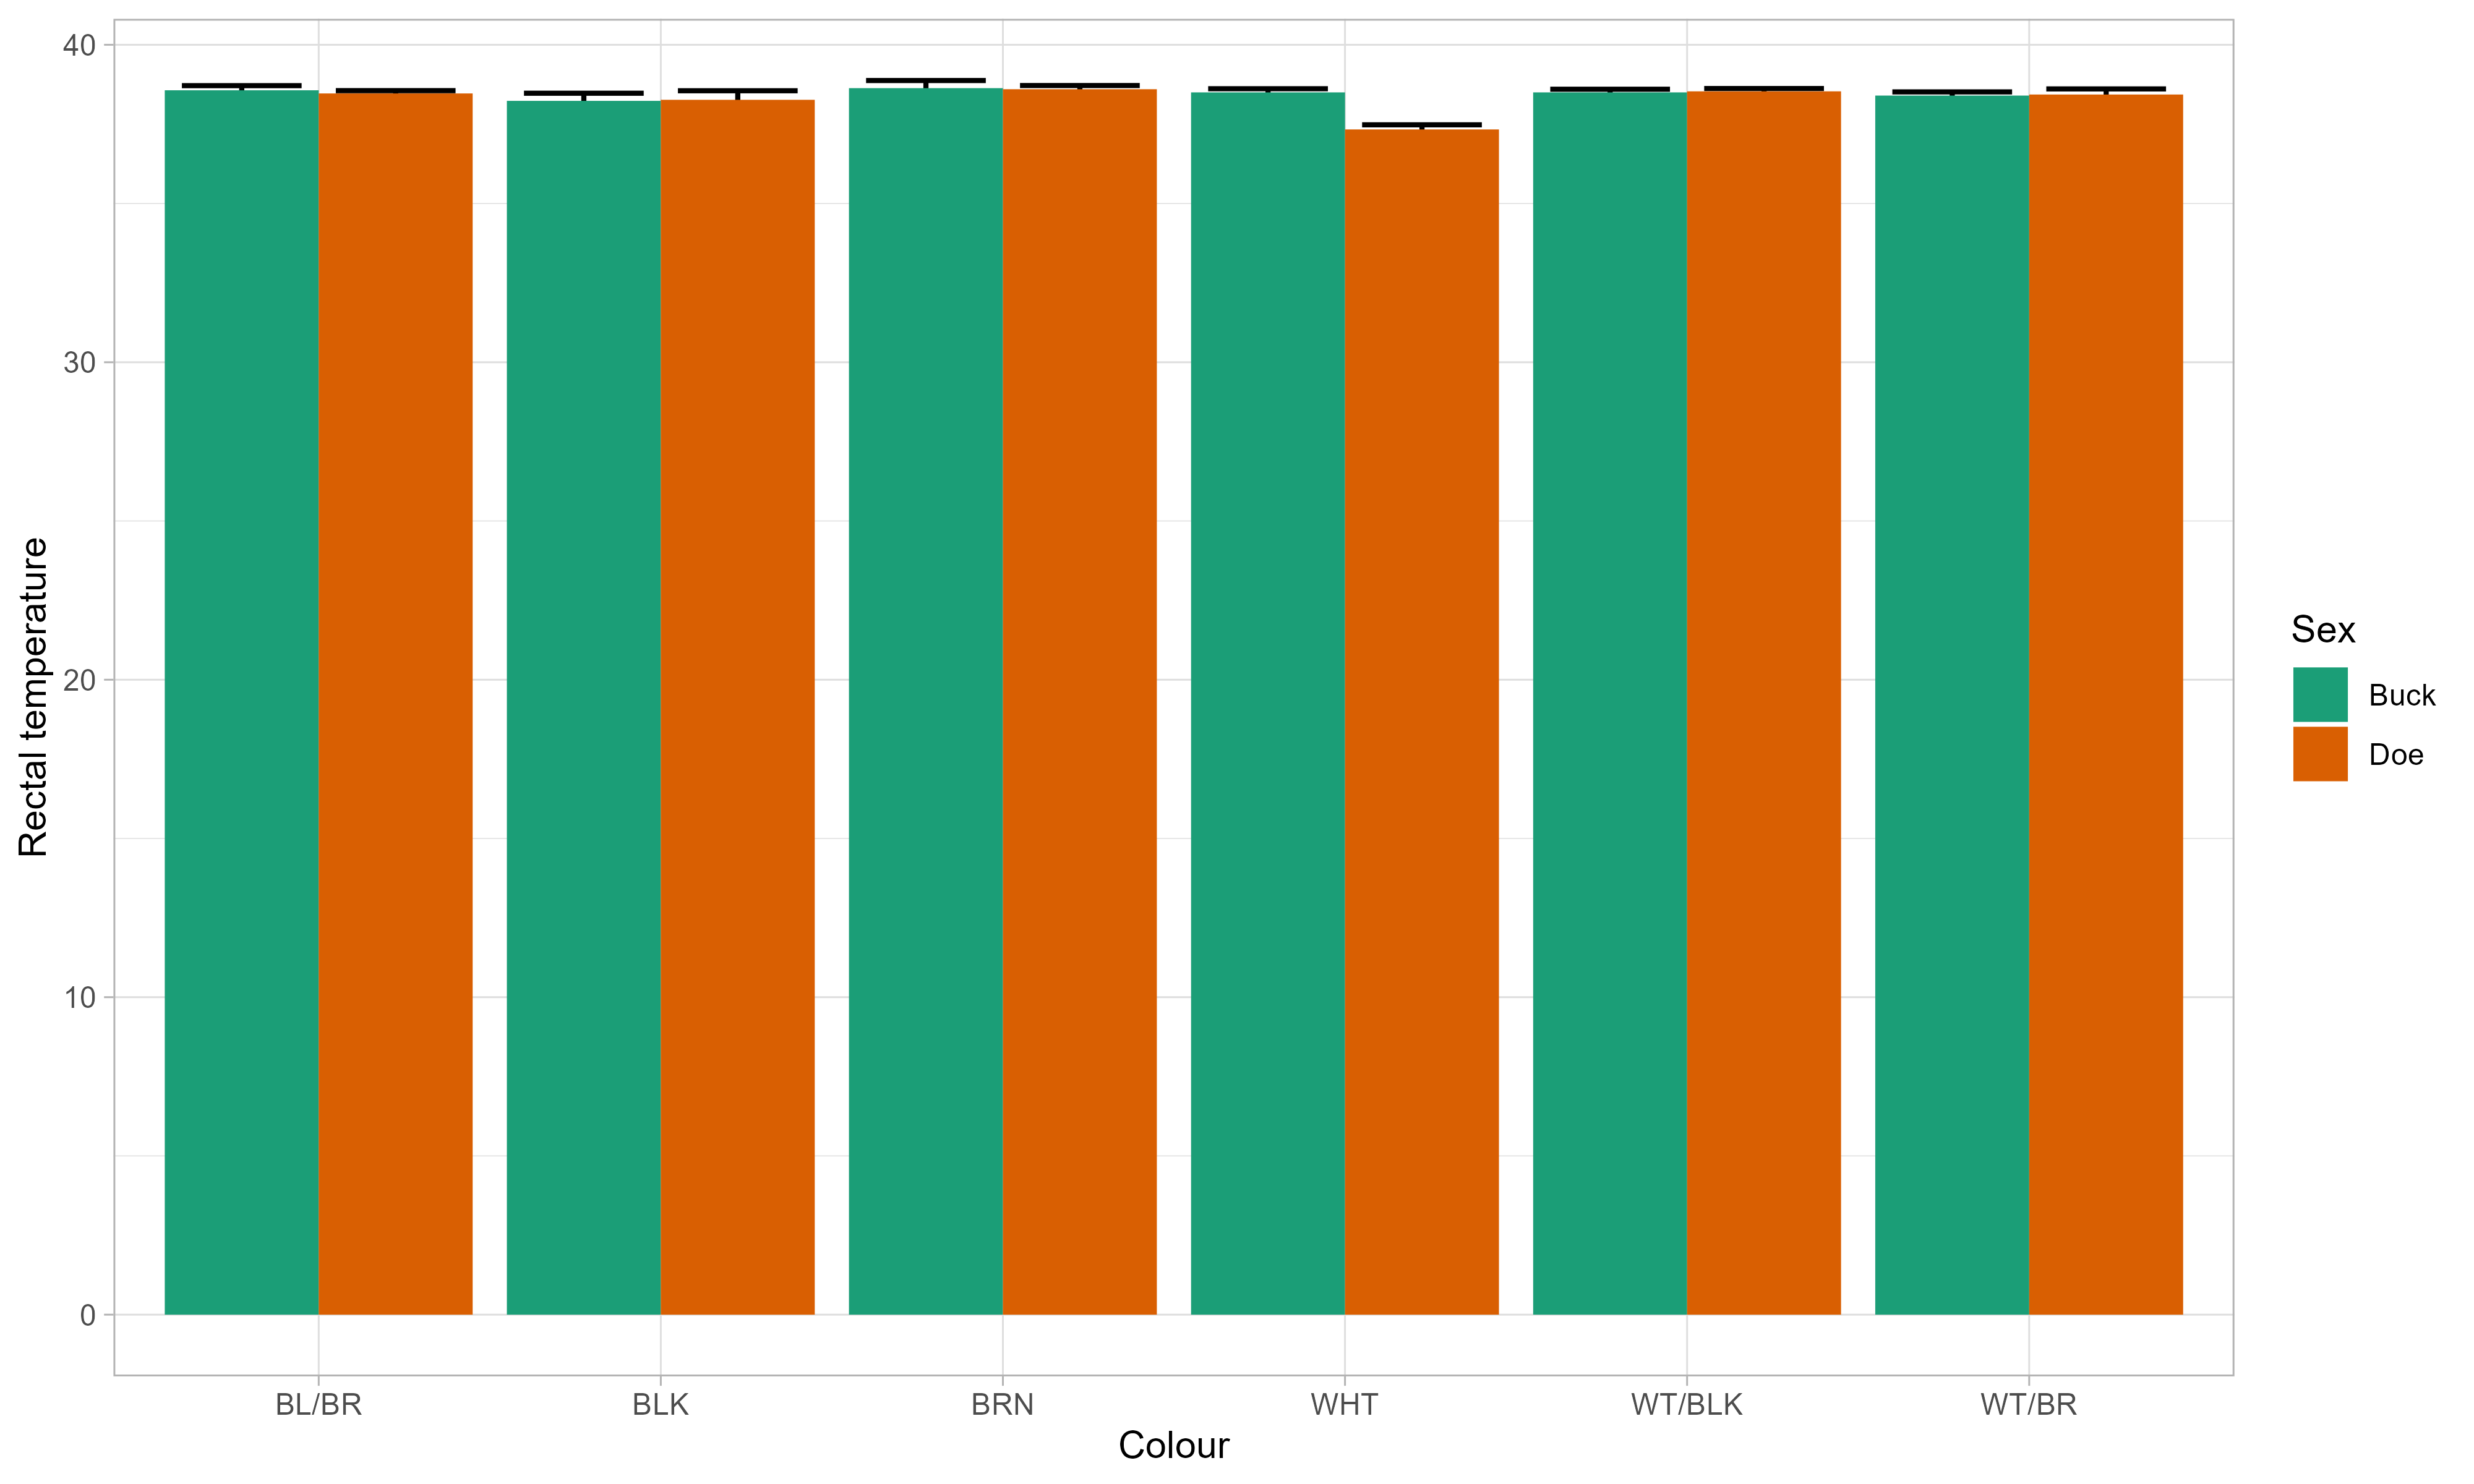 40
30
20
10
0
Rectal temperature
BL/BR
BLK
BRN
WHT
WT/BLK
WT/BR
Colour
Sex
Buck
Doe